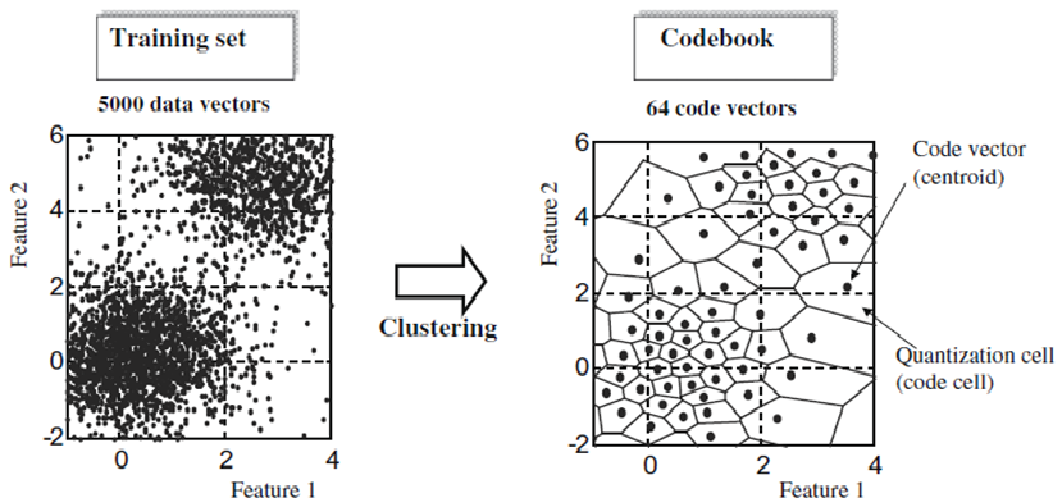 Training set
5000 data vectors
6
4
2
0
-2
0
2
4
Feature 2
Feature 1
Clustering
Codebook
64 code vectors
6
4
2
0
-2
0
2
4
Feature 2
Feature 1
Code vector
(centroid)
Quantization cell
(code cell)